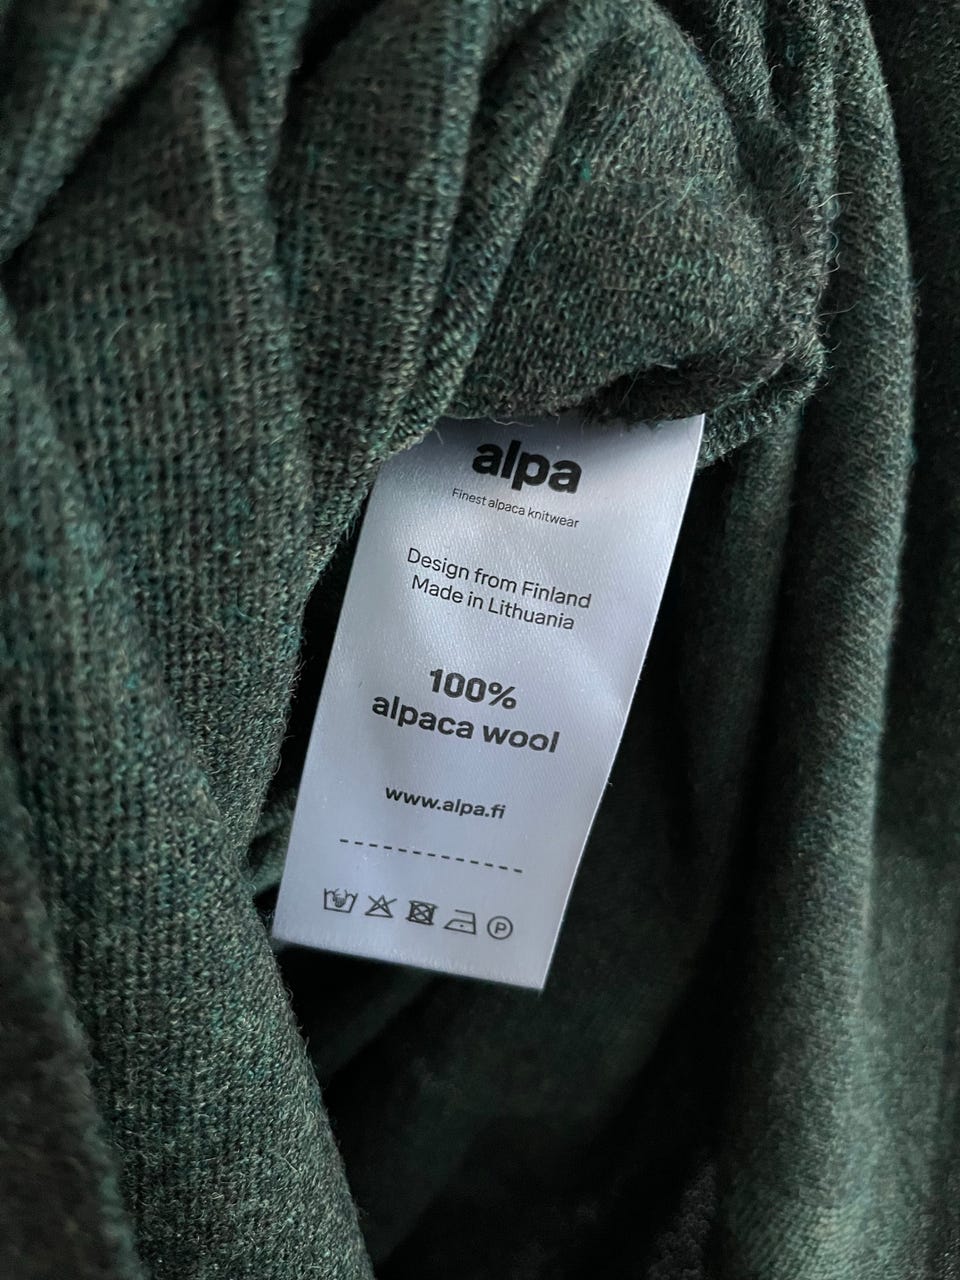 alpa
Finest alpaca knitwear
Design from Finland
Made in Lithuania
100%
alpaca wool
www.alpa.fi
P